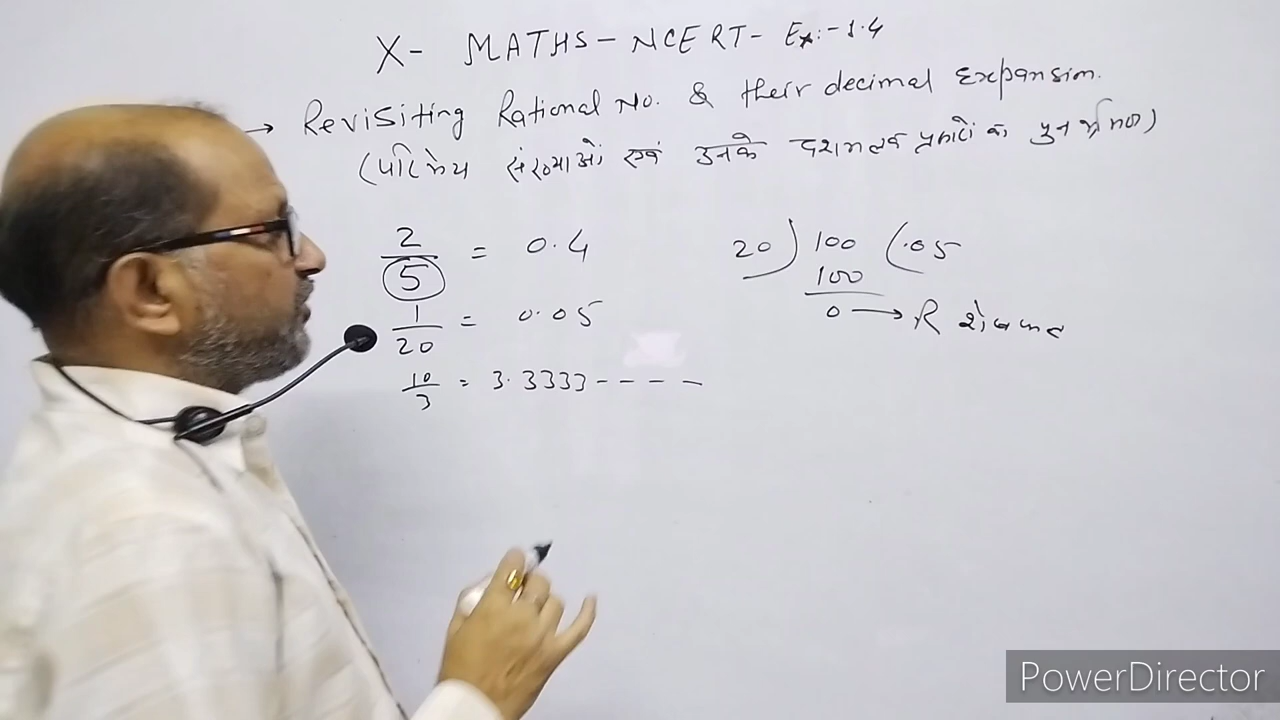 X- MATHS - NCERT - Ex:- 1.4
→ Revisiting Rational No. & their decimal Expansion.
(परिमेय संख्याओं एवं उनके दशमलव प्रसारों का पुनर्भ्रमण)
2/5 = 0.4
1/20 = 0.05
10/3 = 3.3333 - - - -
20 ) 100 ( .05
100
0 → R शेषफल
PowerDirector